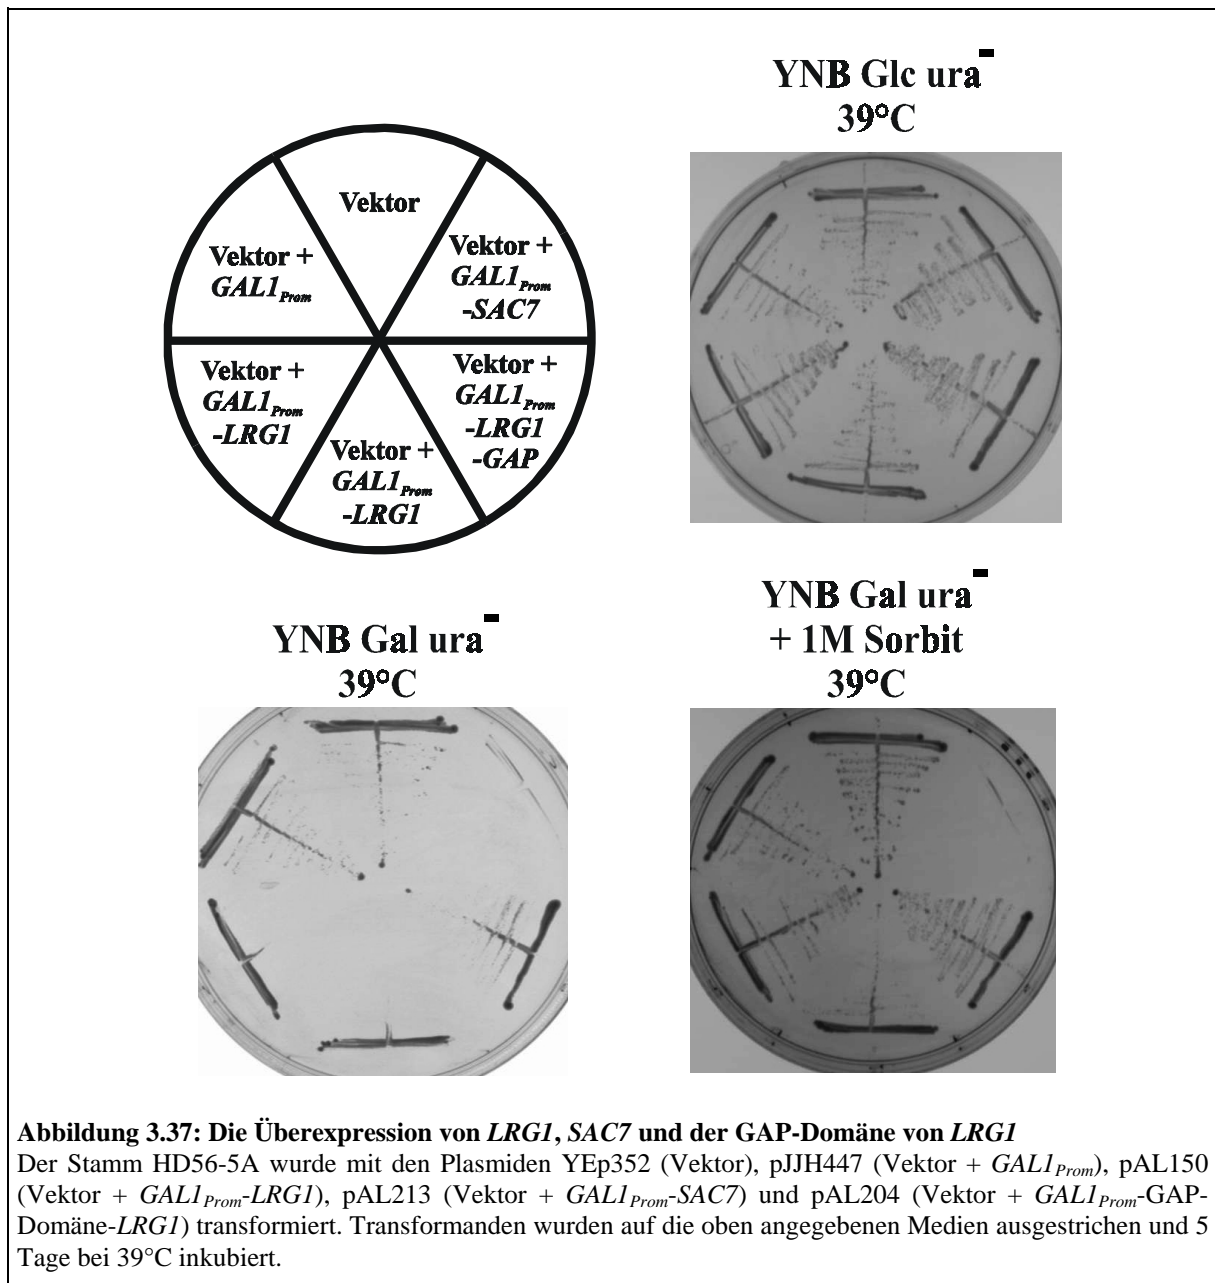 YNB Glc ura⁻
39°C
Vektor
Vektor +
GAL1Prom
Vektor +
GAL1Prom
-SAC7
Vektor +
GAL1Prom
-LRG1
Vektor +
GAL1Prom
-LRG1
Vektor +
GAL1Prom
-LRG1
-GAP
YNB Gal ura⁻
39°C
YNB Gal ura⁻
+ 1M Sorbit
39°C
Abbildung 3.37: Die Überexpression von LRG1, SAC7 und der GAP-Domäne von LRG1
Der Stamm HD56-5A wurde mit den Plasmiden YEp352 (Vektor), pJJH447 (Vektor + GAL1Prom), pAL150
(Vektor + GAL1Prom-LRG1), pAL213 (Vektor + GAL1Prom-SAC7) und pAL204 (Vektor + GAL1Prom-GAP-
Domäne-LRG1) transformiert. Transformanden wurden auf die oben angegebenen Medien ausgestrichen und 5
Tage bei 39°C inkubiert.